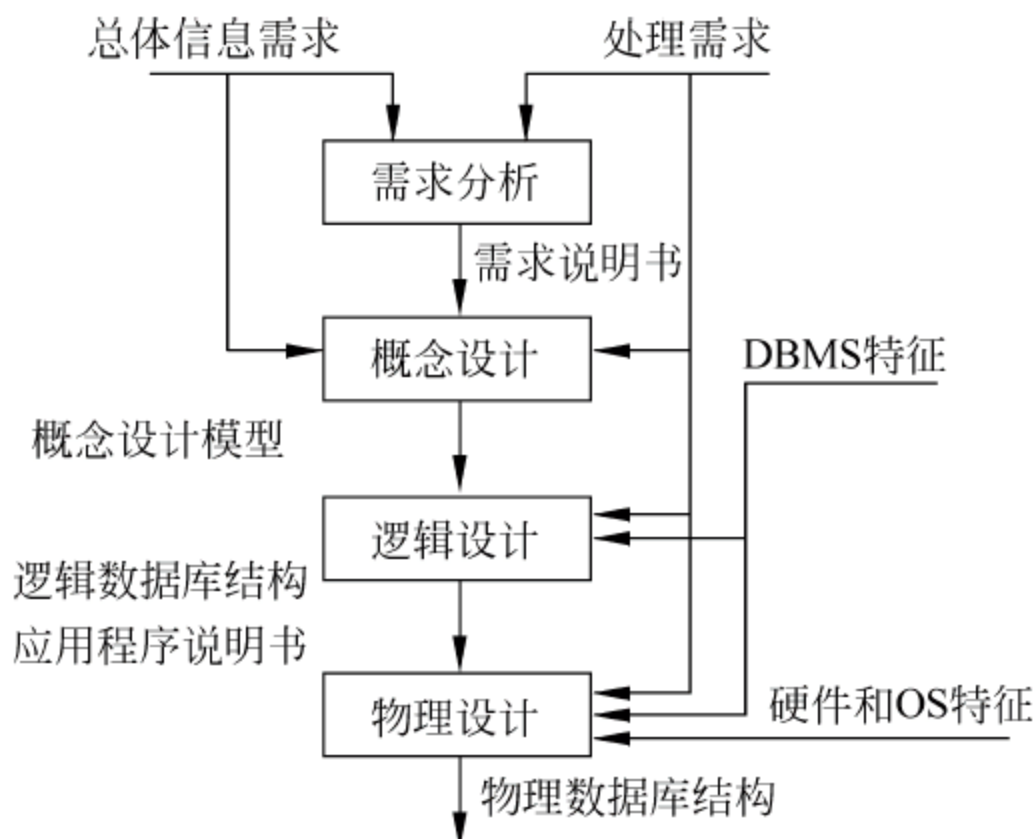 总体信息需求
处理需求
需求分析
需求说明书
概念设计
DBMS特征
概念设计模型
逻辑设计
逻辑数据库结构
应用程序说明书
物理设计
硬件和OS特征
物理数据库结构